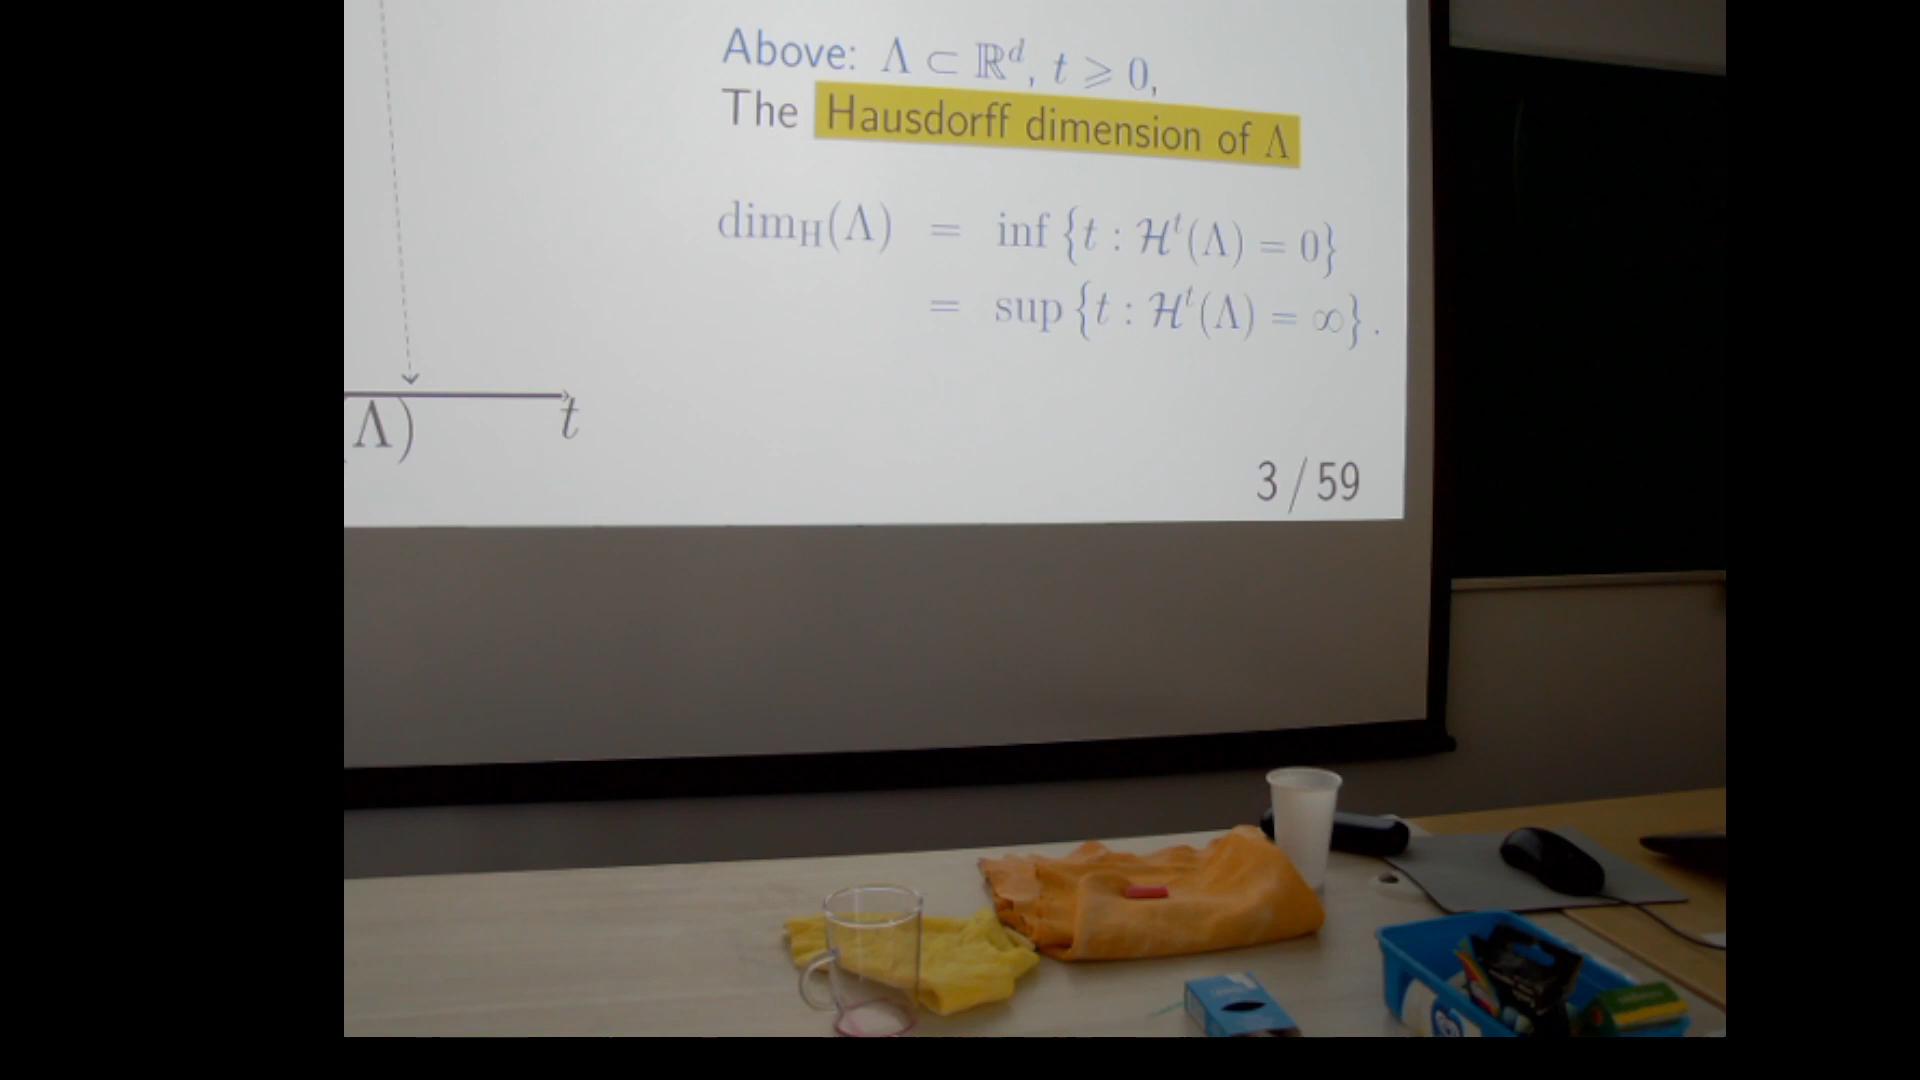 Above: Λ ⊂ ℝ^d, t ⩾ 0,
The Hausdorff dimension of Λ
dim_H(Λ) = inf {t : ℋ^t(Λ) = 0}
= sup {t : ℋ^t(Λ) = ∞}.
Λ)
t
3 / 59